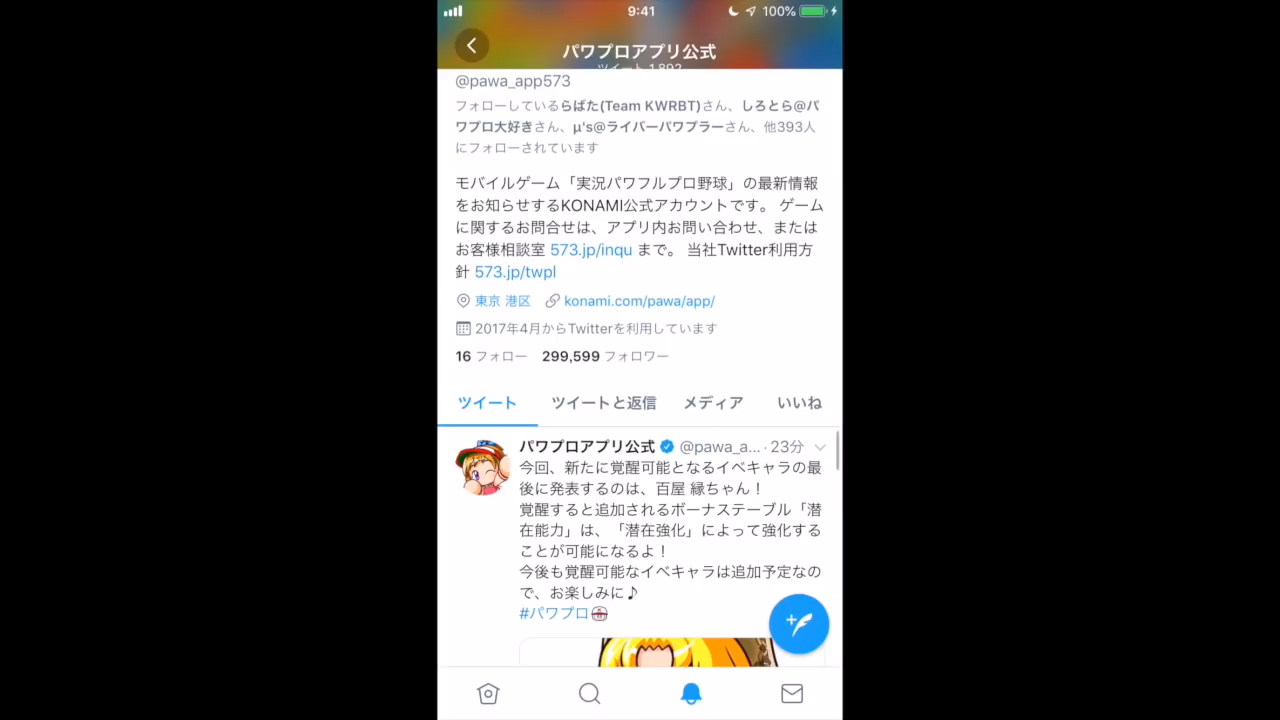 9:41
100%
パワプロアプリ公式
ツイート 1,892
@pawa_app573
フォローしているらばた(Team KWRBT)さん、しろとら@パ
ワプロ大好きさん、μ's@ライバーパワプラーさん、他393人
にフォローされています
モバイルゲーム「実況パワフルプロ野球」の最新情報
をお知らせするKONAMI公式アカウントです。 ゲーム
に関するお問合せは、アプリ内お問い合わせ、または
お客様相談室 573.jp/inqu まで。 当社Twitter利用方
針 573.jp/twpl
東京 港区 konami.com/pawa/app/
2017年4月からTwitterを利用しています
16 フォロー 299,599 フォロワー
ツイート ツイートと返信 メディア いいね
パワプロアプリ公式 @pawa_a... · 23分
今回、新たに覚醒可能となるイベキャラの最
後に発表するのは、百屋 縁ちゃん！
覚醒すると追加されるボーナステーブル「潜
在能力」は、「潜在強化」によって強化する
ことが可能になるよ！
今後も覚醒可能なイベキャラは追加予定なの
で、お楽しみに♪
#パワプロ